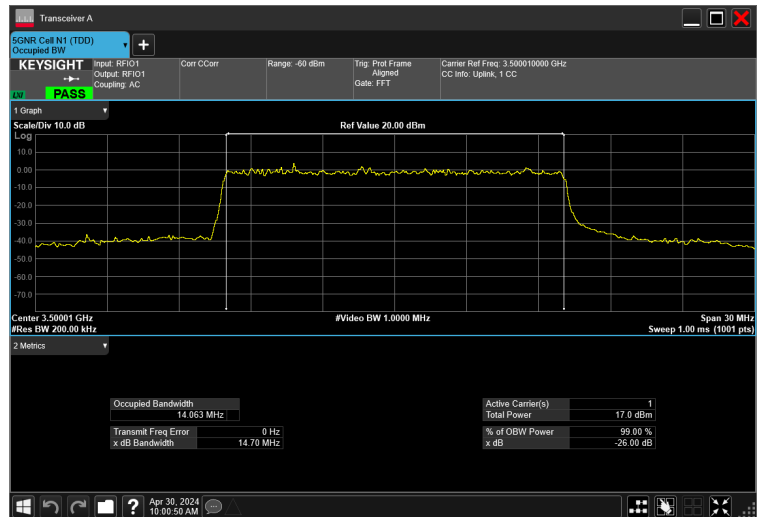 Transceiver A
5GNR Cell N1 (TDD)
Occupied BW
KEYSIGHT
Input: RFIO1
Output: RFIO1
Coupling: AC
Corr CCorr
Range: -60 dBm
Trig: Prot Frame
Aligned
Gate: FFT
Carrier Ref Freq: 3.500010000 GHz
CC Info: Uplink, 1 CC
LXI
PASS
1 Graph
Scale/Div 10.0 dB
Ref Value 20.00 dBm
Log
10.0
0.00
-10.0
-20.0
-30.0
-40.0
-50.0
-60.0
-70.0
Center 3.50001 GHz
#Video BW 1.0000 MHz
Span 30 MHz
#Res BW 200.00 kHz
Sweep 1.00 ms (1001 pts)
2 Metrics
Occupied Bandwidth
14.063 MHz
Transmit Freq Error 0 Hz
x dB Bandwidth 14.70 MHz
Active Carrier(s) 1
Total Power 17.0 dBm
% of OBW Power 99.00 %
x dB -26.00 dB
Apr 30, 2024
10:00:50 AM